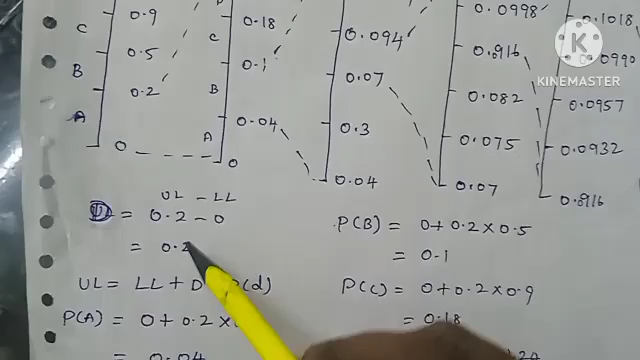 C 0.9 C 0.18 0.094 0.0998 0.1018
0.0916 0.0990
KINEMASTER
B 0.5 B 0.1 0.07 0.082 0.0957
A 0.2 A 0.04 0.3 0.075 0.0932
0 0 0.04 0.07 0.0916
UL - LL
D = 0.2 - 0
= 0.2
P(B) = 0 + 0.2 × 0.5
= 0.1
UL = LL + D (d)
P(C) = 0 + 0.2 × 0.9
= 0.18
P(A) = 0 + 0.2 ×
= 0.04